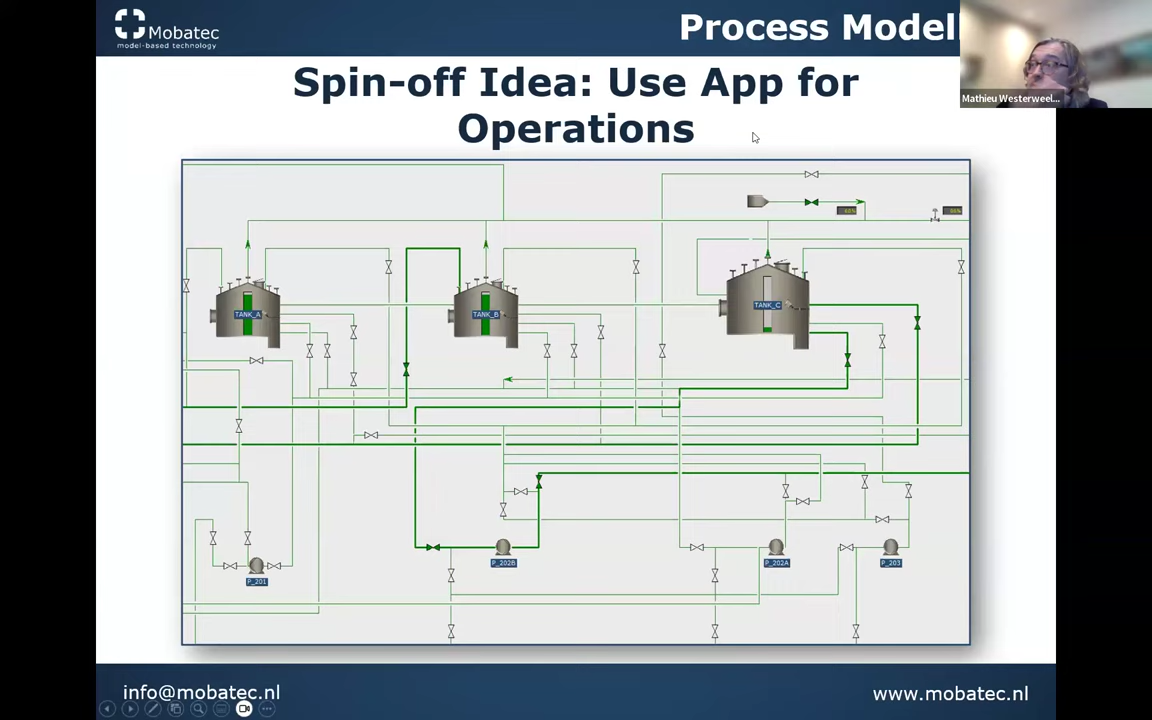 Mobatec
model-based technology
Process Modell
Mathieu Westerweel...
Spin-off Idea: Use App for
Operations
TANK_A
TANK_B
TANK_C
P_201
P_202B
P_202A
P_203
info@mobatec.nl
www.mobatec.nl